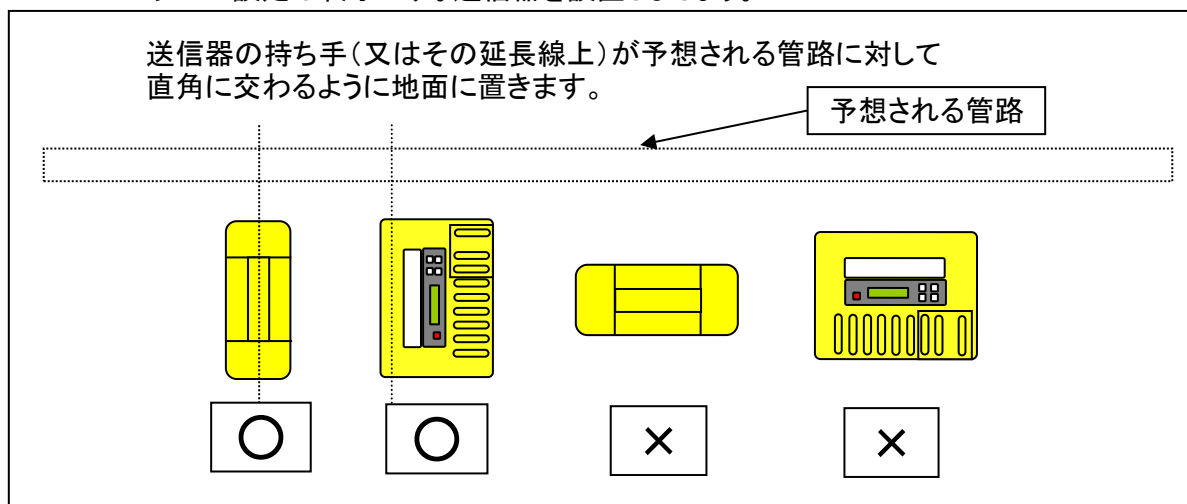 送信器の持ち手(又はその延長線上)が予想される管路に対して
直角に交わるように地面に置きます。
予想される管路
○ ○ × ×